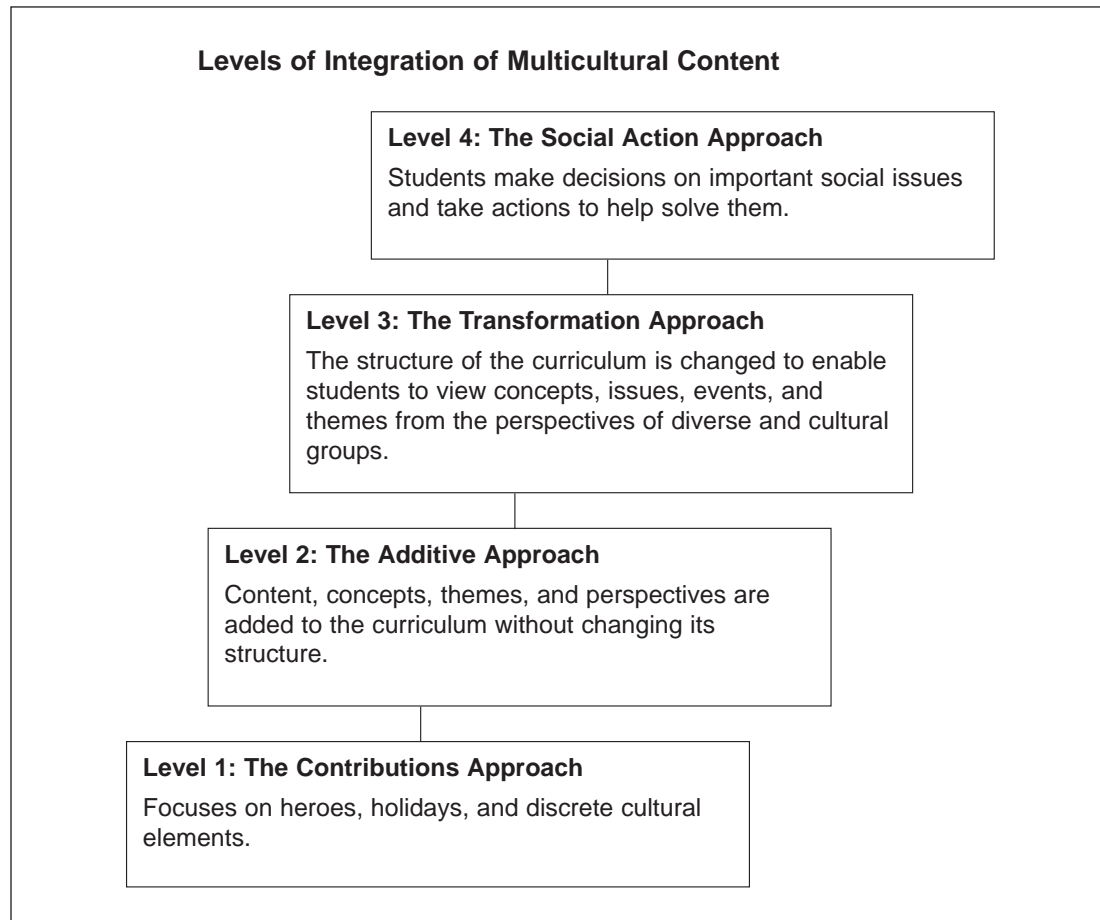 Levels of Integration of Multicultural Content
Level 4: The Social Action Approach
Students make decisions on important social issues
and take actions to help solve them.
Level 3: The Transformation Approach
The structure of the curriculum is changed to enable
students to view concepts, issues, events, and
themes from the perspectives of diverse and cultural
groups.
Level 2: The Additive Approach
Content, concepts, themes, and perspectives are
added to the curriculum without changing its
structure.
Level 1: The Contributions Approach
Focuses on heroes, holidays, and discrete cultural
elements.